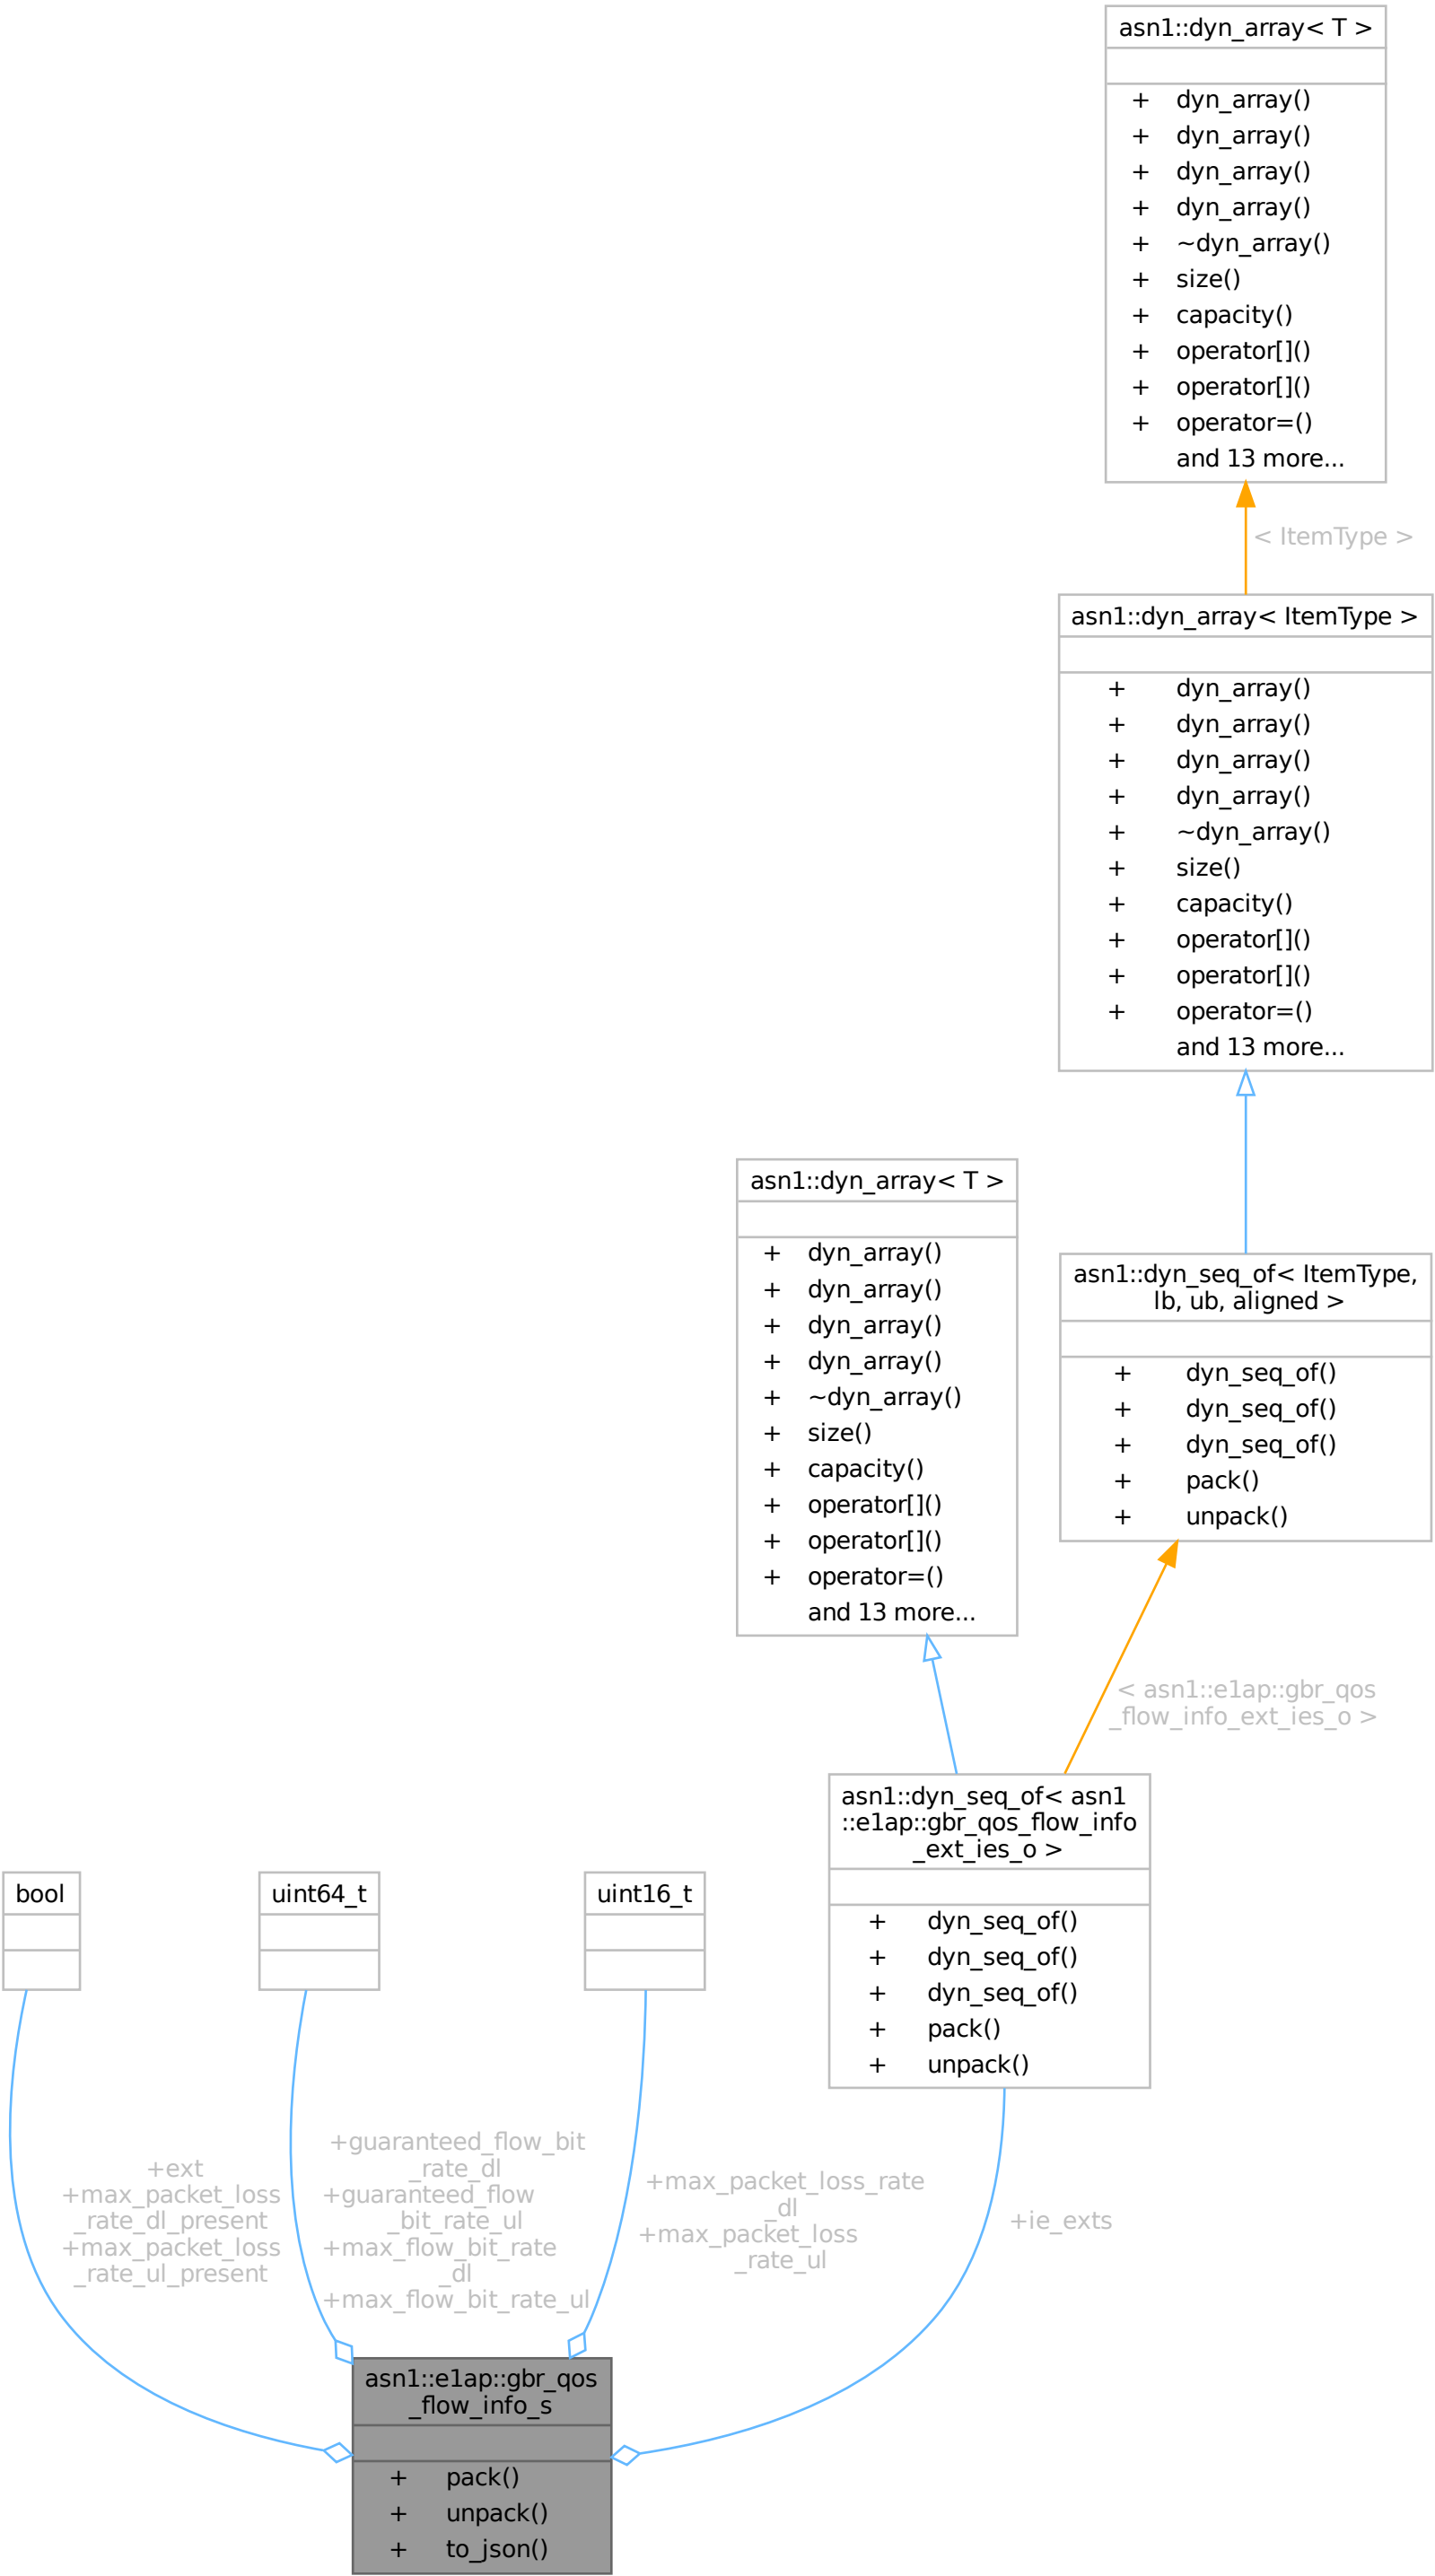 asn1::dyn_array< T >
+ dyn_array()
+ dyn_array()
+ dyn_array()
+ dyn_array()
+ ~dyn_array()
+ size()
+ capacity()
+ operator[]()
+ operator[]()
+ operator=()
and 13 more...
< ItemType >
asn1::dyn_array< ItemType >
+ dyn_array()
+ dyn_array()
+ dyn_array()
+ dyn_array()
+ ~dyn_array()
+ size()
+ capacity()
+ operator[]()
+ operator[]()
+ operator=()
and 13 more...
asn1::dyn_array< T >
+ dyn_array()
+ dyn_array()
+ dyn_array()
+ dyn_array()
+ ~dyn_array()
+ size()
+ capacity()
+ operator[]()
+ operator[]()
+ operator=()
and 13 more...
asn1::dyn_seq_of< ItemType,
lb, ub, aligned >
+ dyn_seq_of()
+ dyn_seq_of()
+ dyn_seq_of()
+ pack()
+ unpack()
< asn1::e1ap::gbr_qos
_flow_info_ext_ies_o >
asn1::dyn_seq_of< asn1
::e1ap::gbr_qos_flow_info
_ext_ies_o >
+ dyn_seq_of()
+ dyn_seq_of()
+ dyn_seq_of()
+ pack()
+ unpack()
bool
uint64_t
uint16_t
+ext
+max_packet_loss
_rate_dl_present
+max_packet_loss
_rate_ul_present
+guaranteed_flow_bit
_rate_dl
+guaranteed_flow
_bit_rate_ul
+max_flow_bit_rate
_dl
+max_flow_bit_rate_ul
+max_packet_loss_rate
_dl
+max_packet_loss
_rate_ul
+ie_exts
asn1::e1ap::gbr_qos
_flow_info_s
+ pack()
+ unpack()
+ to_json()